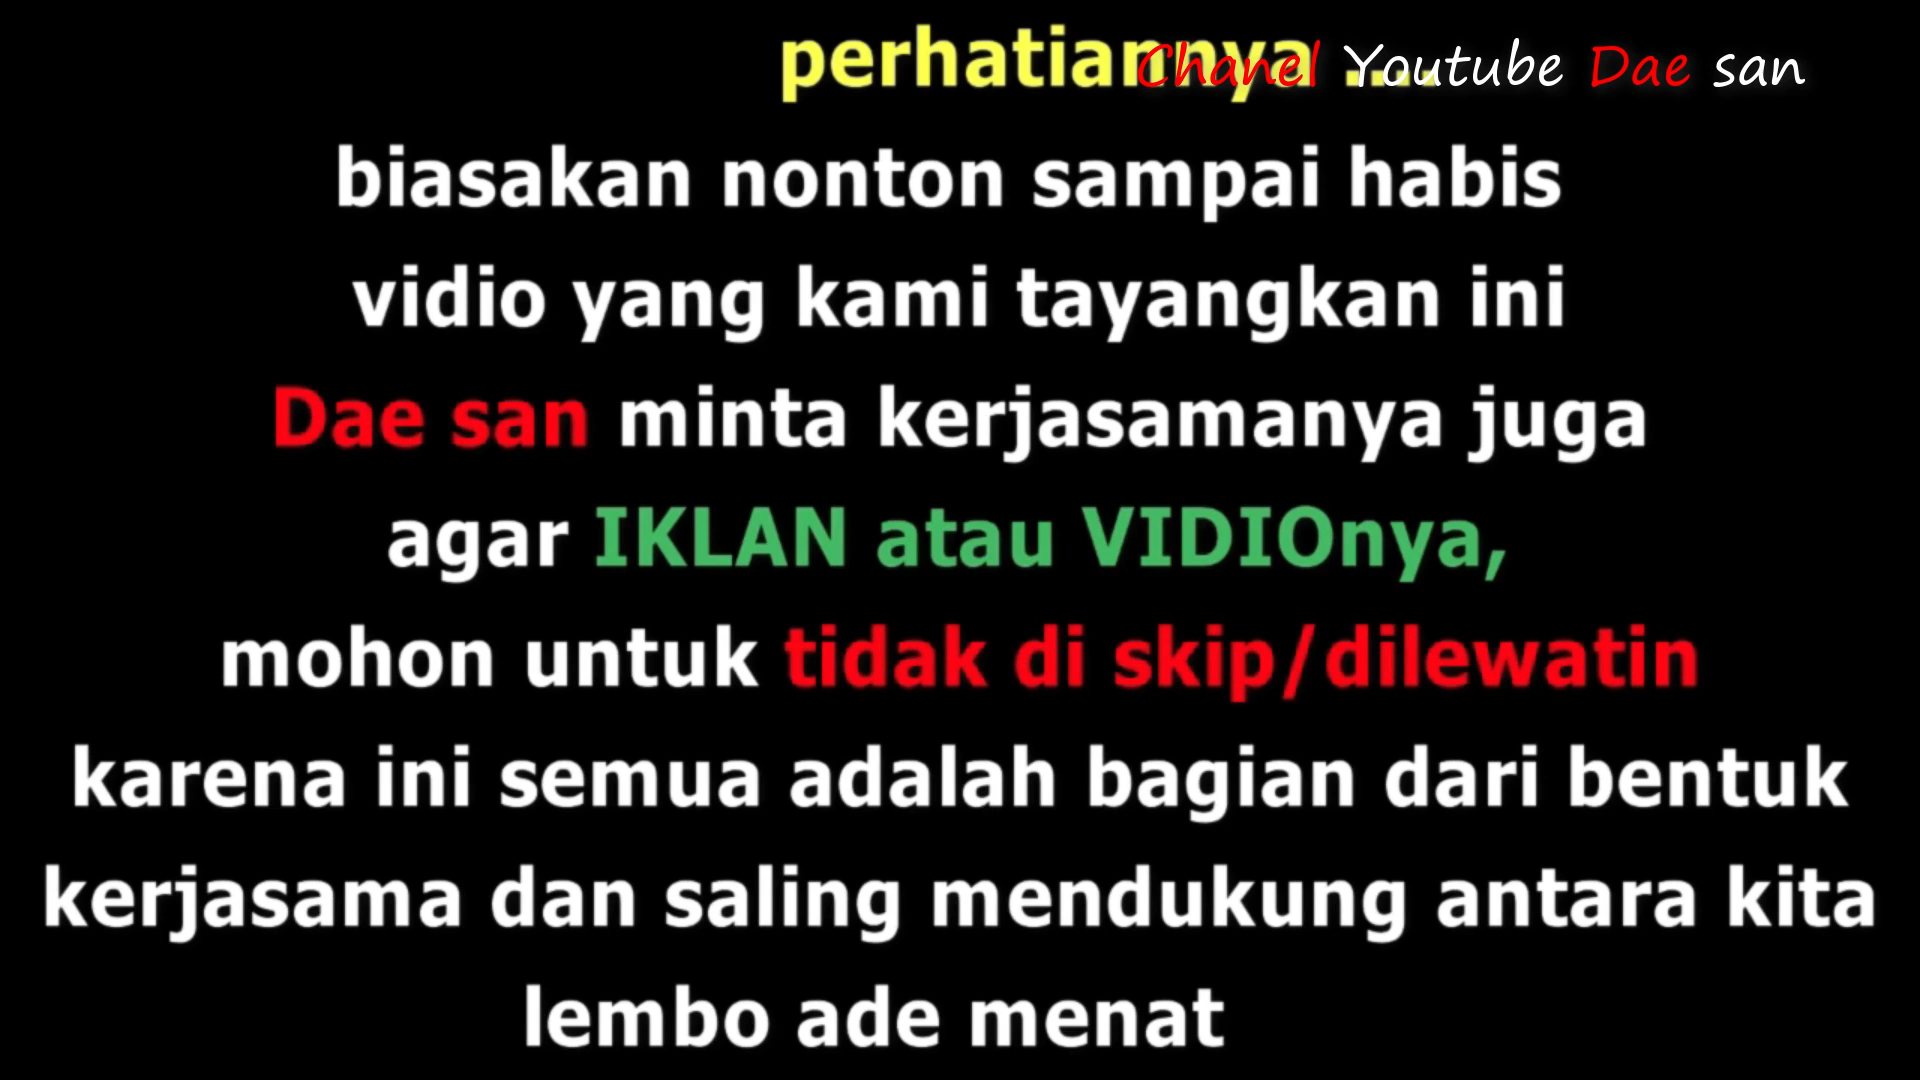 perhatiannya ....
Chanel Youtube Dae san
biasakan nonton sampai habis
vidio yang kami tayangkan ini
Dae san minta kerjasamanya juga
agar IKLAN atau VIDIOnya,
mohon untuk tidak di skip/dilewatin
karena ini semua adalah bagian dari bentuk
kerjasama dan saling mendukung antara kita
lembo ade menat